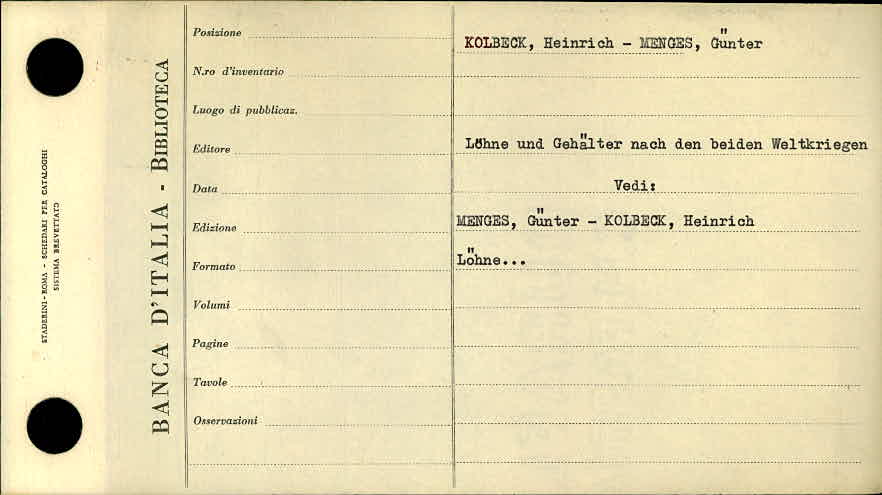 STADERINI-ROMA - SCHEDARI PER CATALOGHI
SISTEMA BREVETTATO
BANCA D'ITALIA - BIBLIOTECA
Posizione
N.ro d'inventario
Luogo di pubblicaz.
Editore
Data
Edizione
Formato
Volumi
Pagine
Tavole
Osservazioni
KOLBECK, Heinrich - MENGES, Günter
Löhne und Gehälter nach den beiden Weltkriegen
Vedi:
MENGES, Günter - KOLBECK, Heinrich
Löhne...